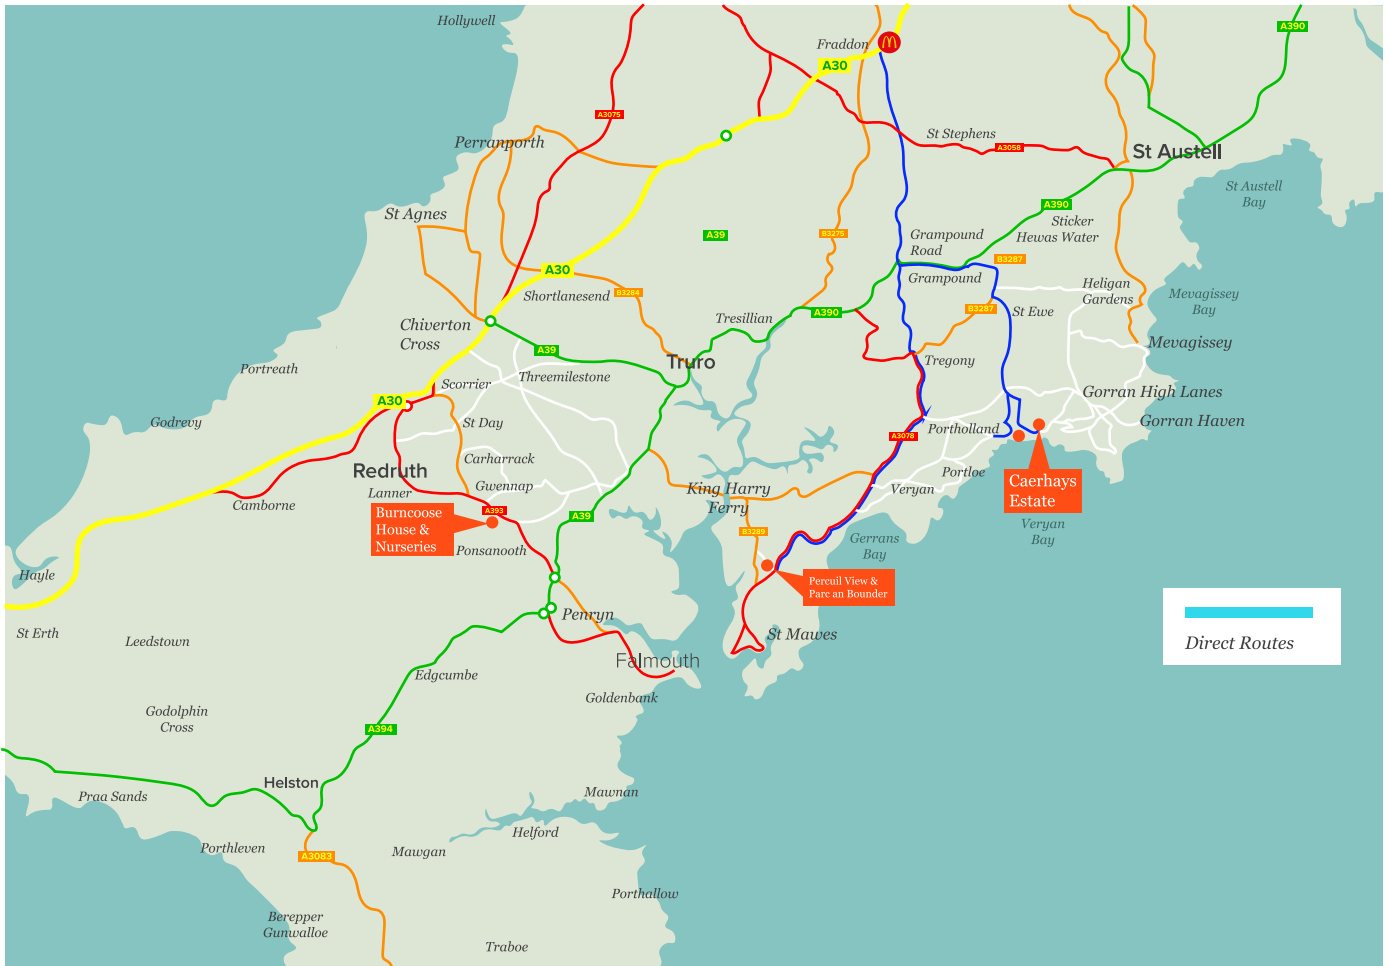 Hollywell
Fraddon
A30
A390
A3075
Perranporth
St Stephens
A3058
St Austell
St Austell
Bay
St Agnes
A390
Sticker
Hewas Water
A39
B3275
Grampound
Road
B3287
A30
Grampound
Heligan
Gardens
Mevagissey
Bay
Shortlanesend
B3284
Tresillian
A390
B3287
St Ewe
Chiverton
Cross
A39
Truro
Tregony
Mevagissey
Portreath
Scorrier
Threemilestone
Gorran High Lanes
A30
Godrevy
St Day
Portholland
Gorran Haven
A3078
Redruth
Carharrack
Portloe
Caerhays
Estate
Lanner
Gwennap
King Harry
Ferry
Veryan
Camborne
Burncoose
House &
Nurseries
A393
A39
Veryan
Bay
B3289
Gerrans
Bay
Ponsanooth
Hayle
Percuil View &
Parc an Bounder
Penryn
St Erth
Leedstown
St Mawes
Direct Routes
Falmouth
Edgcumbe
Goldenbank
Godolphin
Cross
A394
Helston
Praa Sands
Mawnan
Helford
Porthleven
A3083
Mawgan
Porthallow
Berepper
Gunwalloe
Traboe